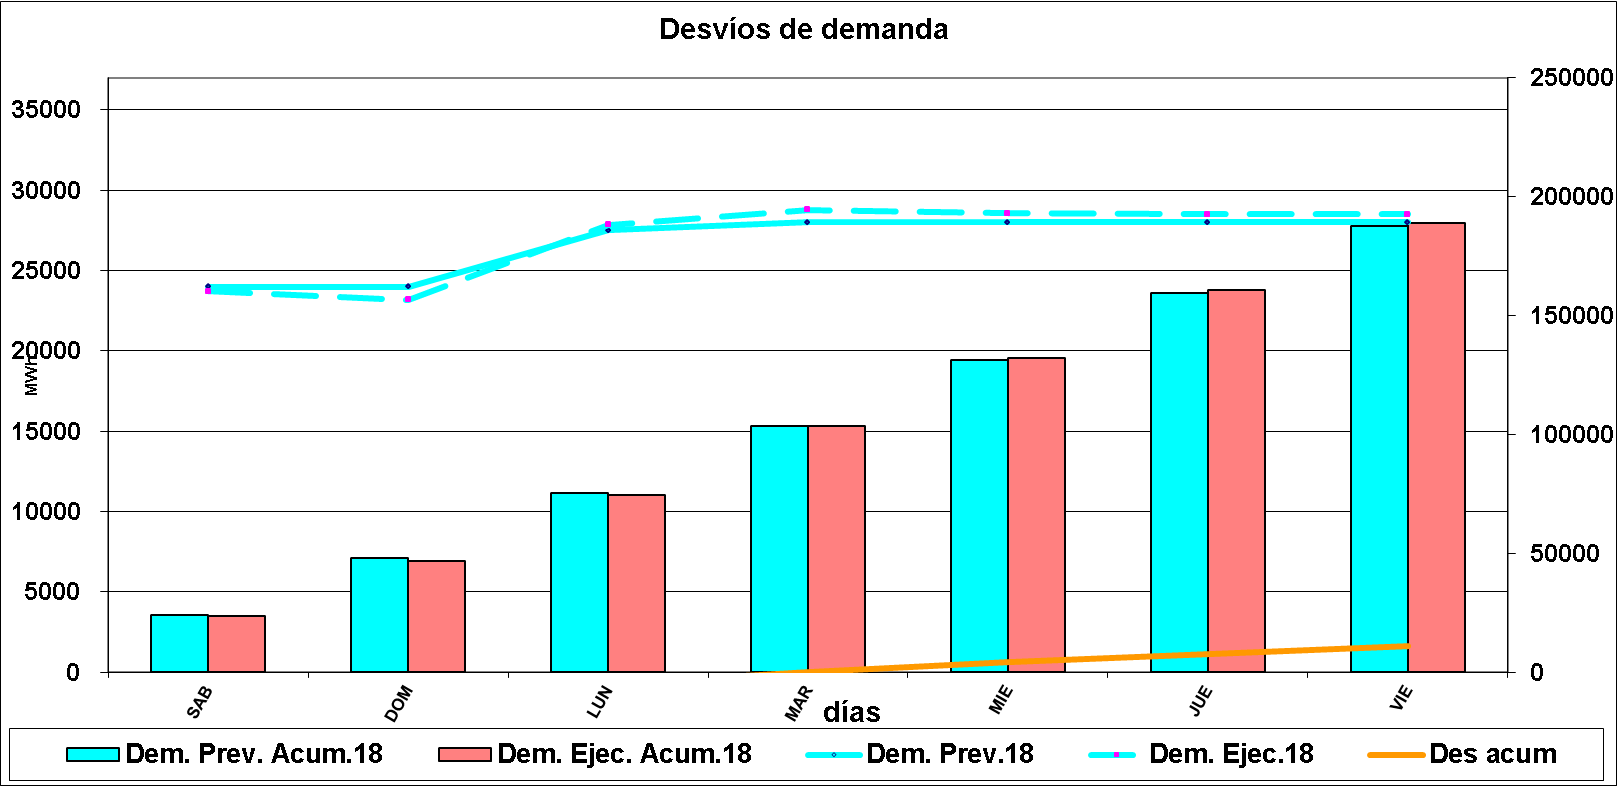 Desvíos de demanda
250000
35000
30000
200000
25000
20000
150000
MWh
15000
100000
10000
50000
5000
0
0
SAB
DOM
LUN
MAR
MIE
JUE
VIE
días
Dem. Prev. Acum.18
Dem. Ejec. Acum.18
Dem. Prev.18
Dem. Ejec.18
Des acum